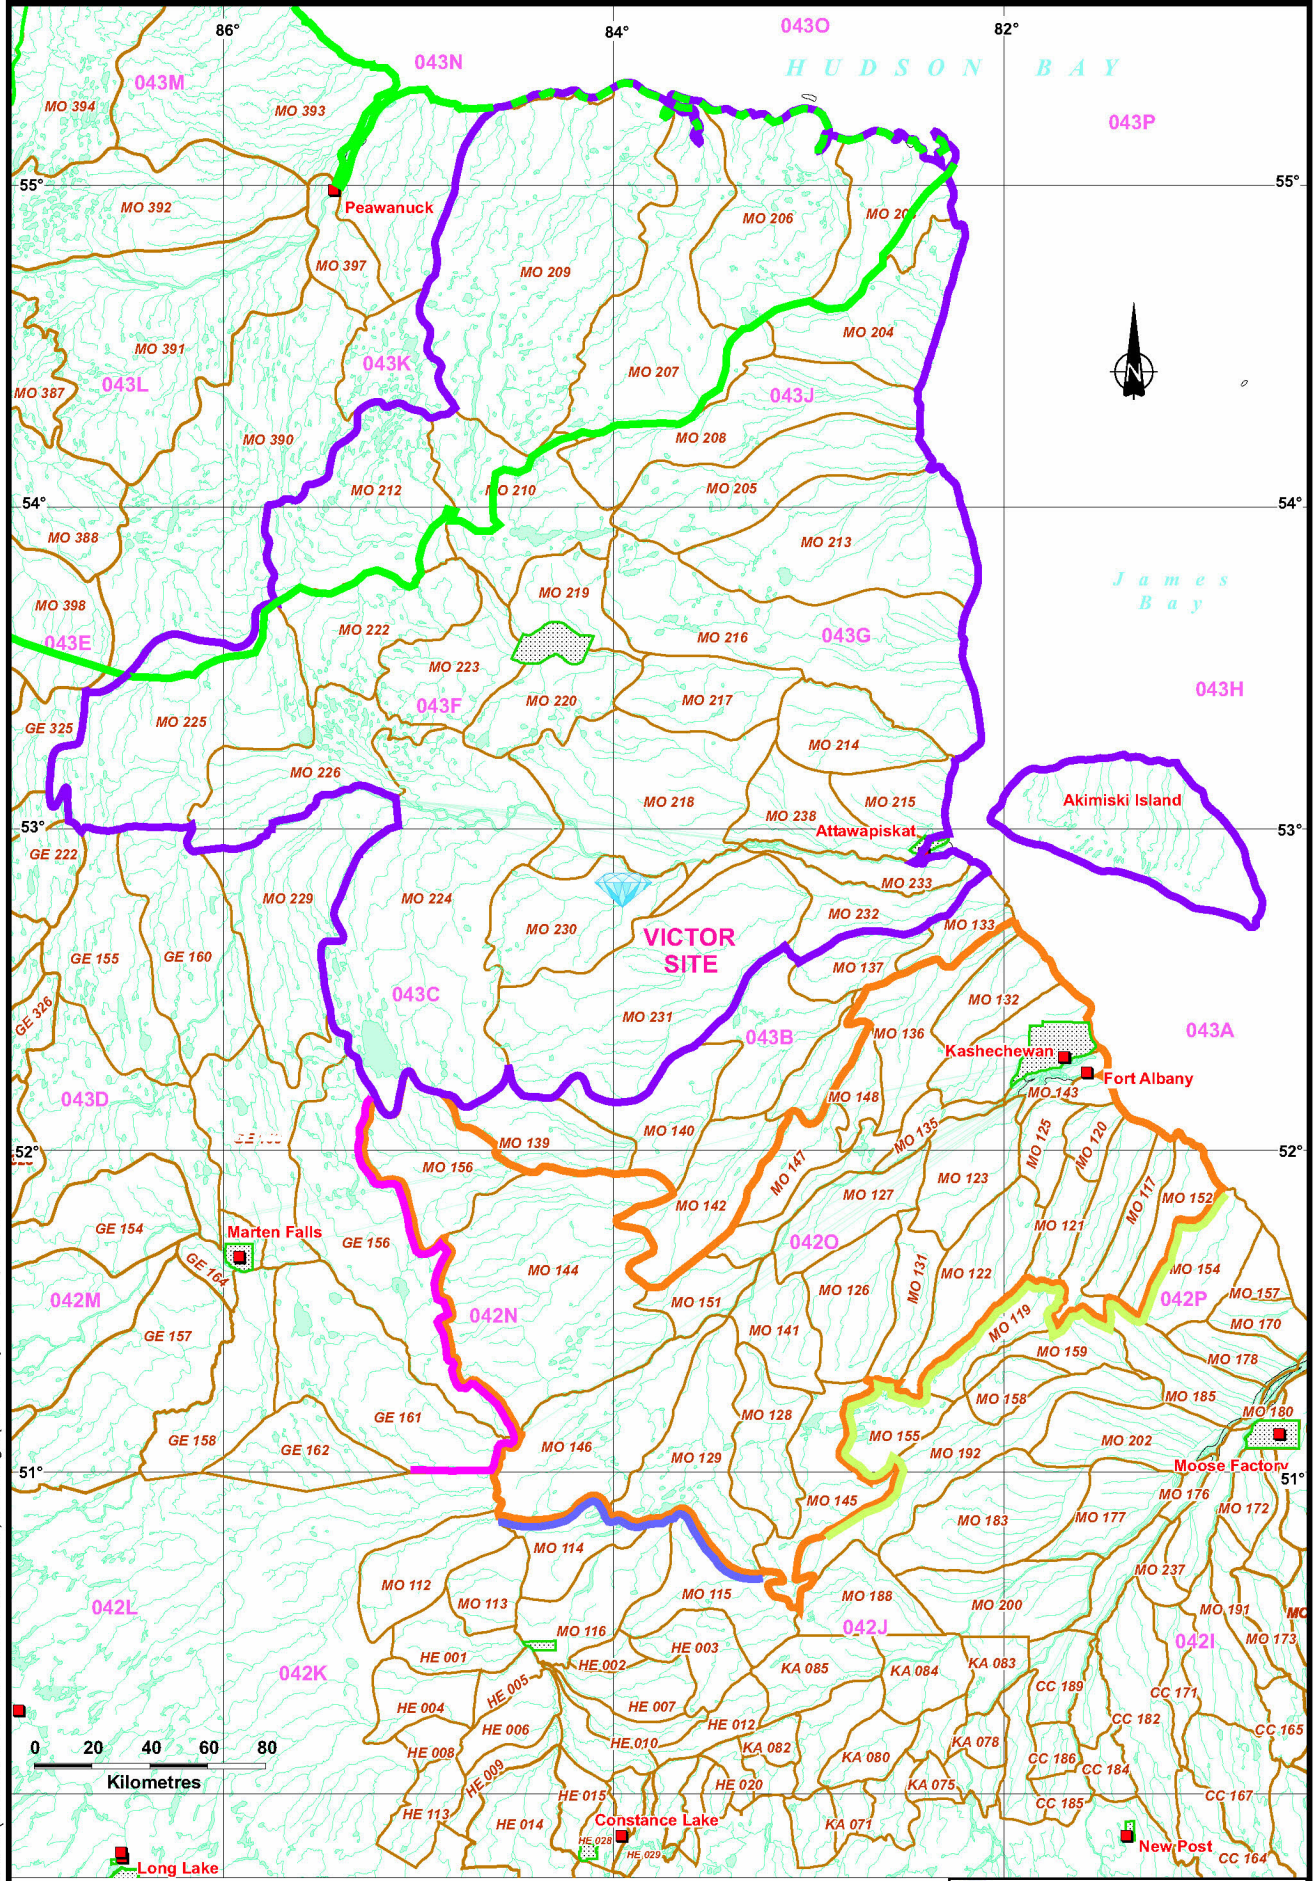 86°
84°
82°
043O
HUDSON BAY
043N
043M
MO 394
MO 393
043P
55°
55°
Peawanuck
MO 392
MO 206
MO 397
MO 209
MO 204
MO 391
043K
043L
MO 207
MO 387
043J
N
MO 390
MO 208
MO 212
MO 210
MO 205
54°
54°
MO 388
MO 213
James
Bay
MO 398
MO 219
043E
MO 222
MO 216
043G
MO 223
043F
MO 220
MO 217
043H
GE 325
MO 225
MO 214
MO 226
MO 218
MO 215
Akimiski Island
MO 238
Attawapiskat
53°
53°
GE 222
MO 233
MO 229
MO 224
MO 232
MO 133
MO 230
VICTOR
SITE
GE 155
GE 160
MO 137
043C
MO 132
GE 326
MO 231
043B
MO 136
043A
Kashechewan
Fort Albany
043D
MO 148
MO 143
MO 140
MO 135
MO 125
MO 120
MO 139
52°
52°
MO 156
MO 147
MO 123
MO 127
MO 117
MO 152
MO 142
GE 154
Marten Falls
GE 156
MO 121
042O
GE 164
MO 144
MO 131
MO 122
MO 154
042M
MO 126
MO 157
042P
MO 151
042N
GE 157
MO 141
MO 119
MO 170
MO 159
MO 178
MO 158
MO 185
GE 161
MO 128
MO 180
GE 158
GE 162
MO 146
MO 155
MO 192
MO 202
MO 129
Moose Factory
51°
51°
MO 145
MO 176
MO 172
MO 183
MO 177
MO 114
MO 237
MO 112
MO 115
MO 188
MO 113
MO 200
MO 191
MO
042L
042J
MO 116
MO 173
042I
HE 001
HE 002
HE 003
KA 085
KA 084
KA 083
042K
HE 005
CC 189
CC 171
HE 004
HE 007
HE 006
HE 012
CC 182
CC 165
HE 008
HE 010
KA 082
KA 080
KA 078
0 20 40 60 80
Kilometres
HE 009
CC 186
CC 184
HE 020
KA 075
HE 015
CC 185
CC 167
HE 113
HE 014
Constance Lake
KA 071
HE 028
HE 029
New Post
CC 164
Long Lake